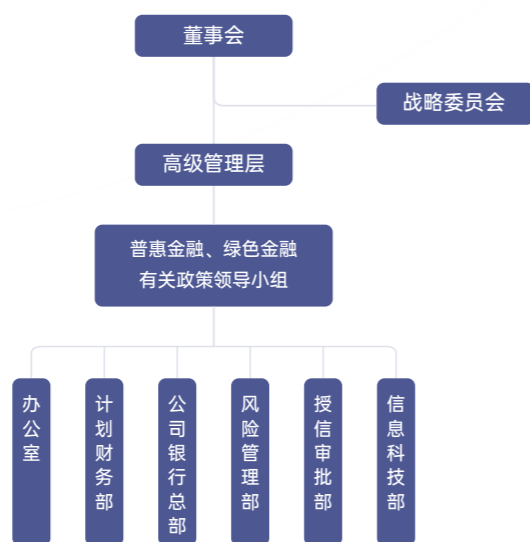 董事会
战略委员会
高级管理层
普惠金融、绿色金融
有关政策领导小组
办公室
计划财务部
公司银行总部
风险管理部
授信审批部
信息科技部